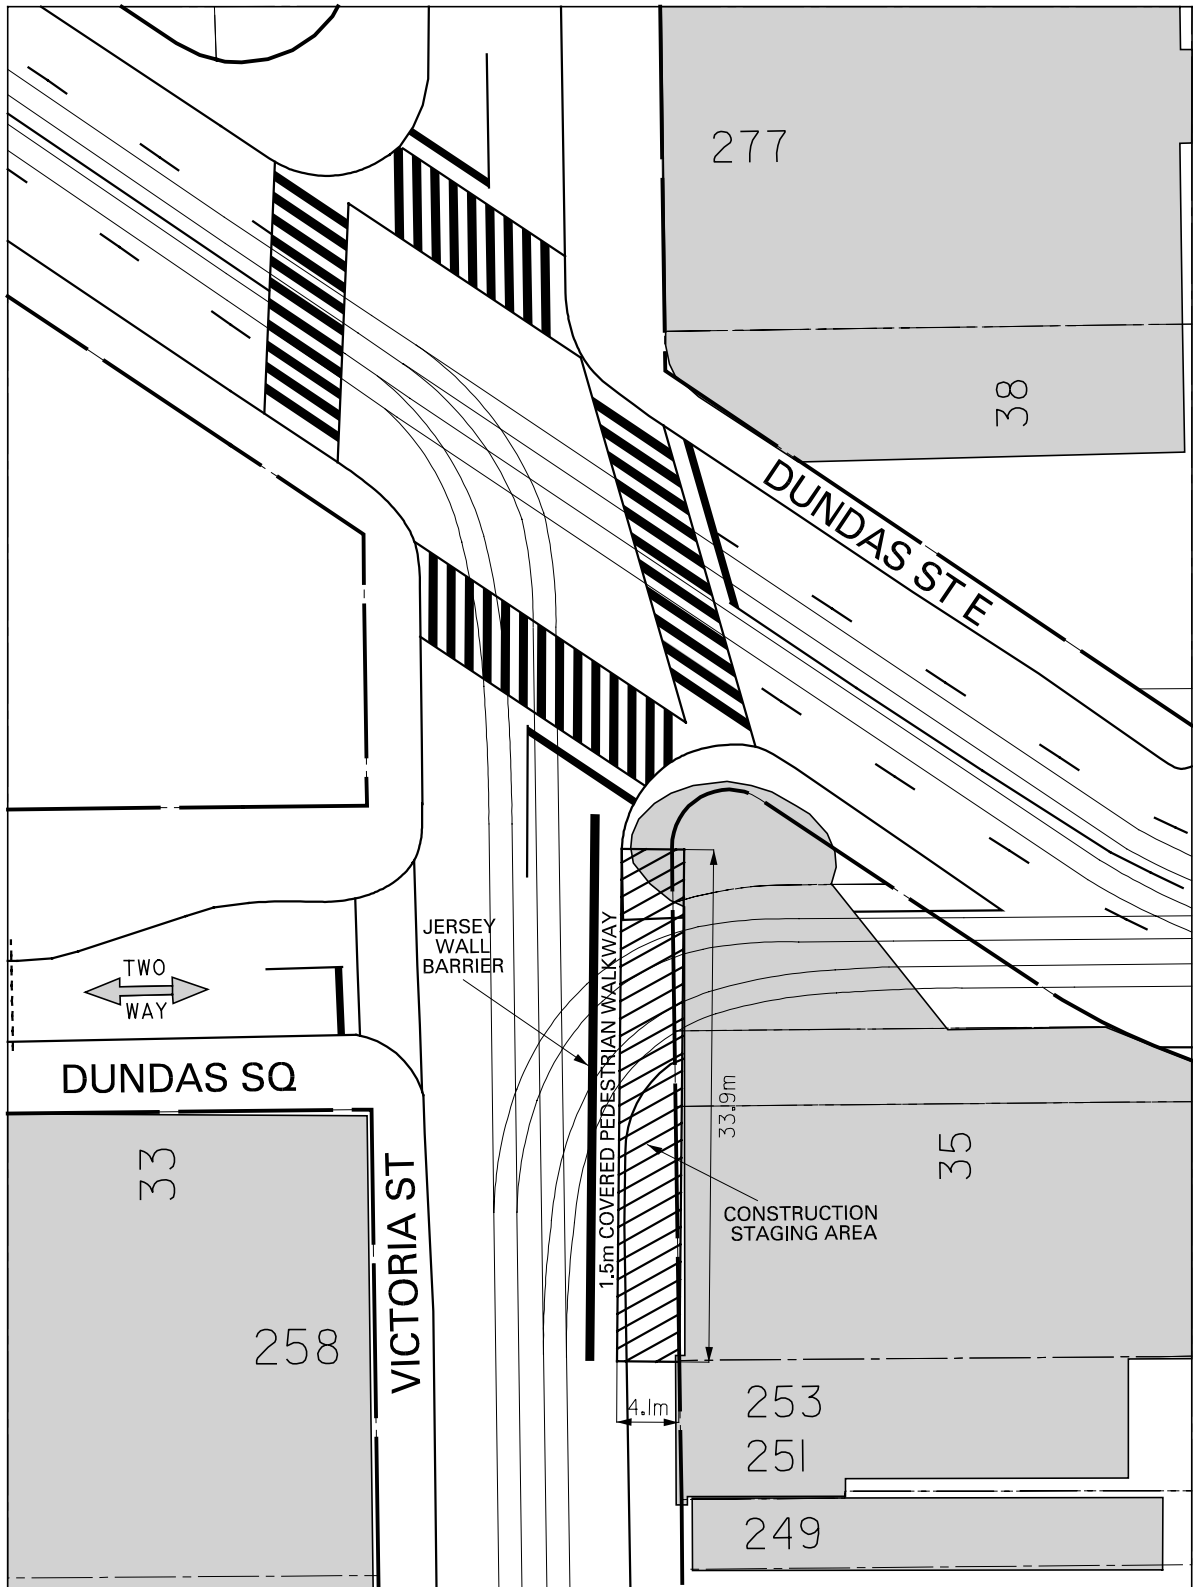 277
38
DUNDAS ST E
JERSEY
WALL
BARRIER
1.5m COVERED PEDESTRIAN WALKWAY
TWO
WAY
DUNDAS SQ
33.9m
33
35
VICTORIA ST
CONSTRUCTION
STAGING AREA
258
4.1m
253
251
249